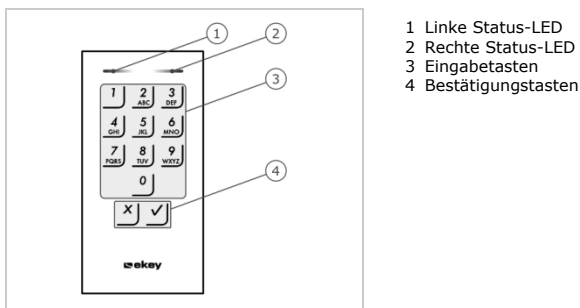 1
2
3
4
1 2 ABC 3 DEF
4 GHI 5 JKL 6 MNO
7 PQRS 8 TUV 9 WXYZ
0
X ✓
ekey
1 Linke Status-LED
2 Rechte Status-LED
3 Eingabetasten
4 Bestätigungstasten